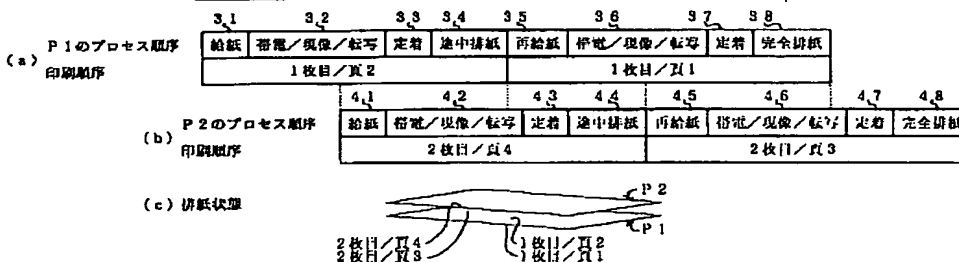 31 32 33 34 35 36 37 38
(a) P1のプロセス順序 給紙 帯電/現像/転写 定着 途中排紙 再給紙 帯電/現像/転写 定着 完全排紙
印刷順序 1枚目/頁2 1枚目/頁1
41 42 43 44 45 46 47 48
(b) P2のプロセス順序 給紙 帯電/現像/転写 定着 途中排紙 再給紙 帯電/現像/転写 定着 完全排紙
印刷順序 2枚目/頁4 2枚目/頁3
(c) 排紙状態 P2
P1
2枚目/頁4 1枚目/頁2
2枚目/頁3 1枚目/頁1